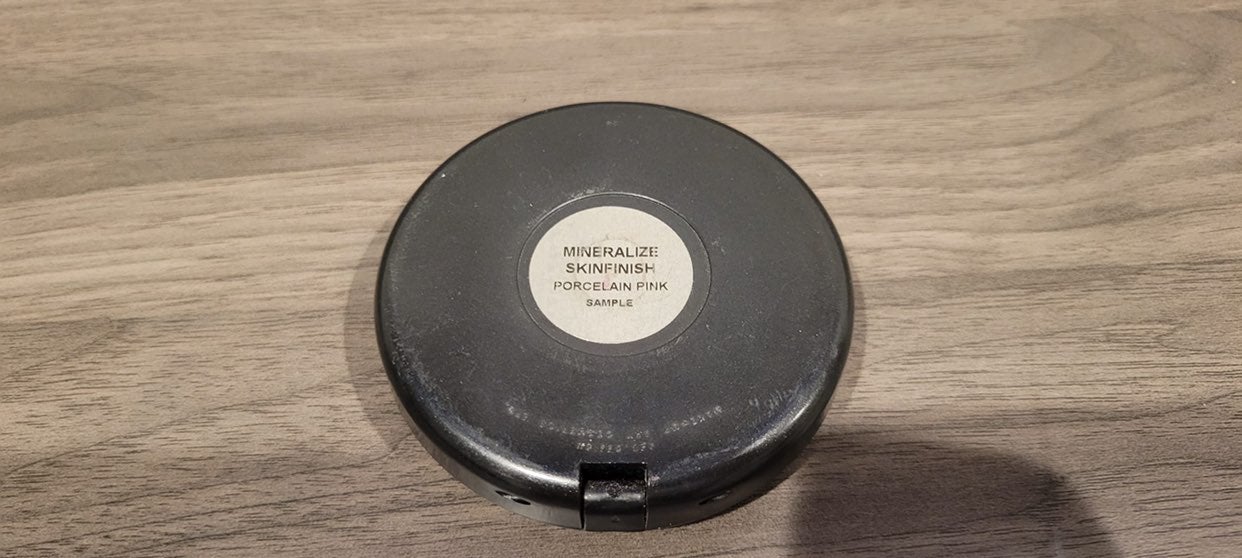 MINERALIZE
SKINFINISH
PORCELAIN PINK
SAMPLE